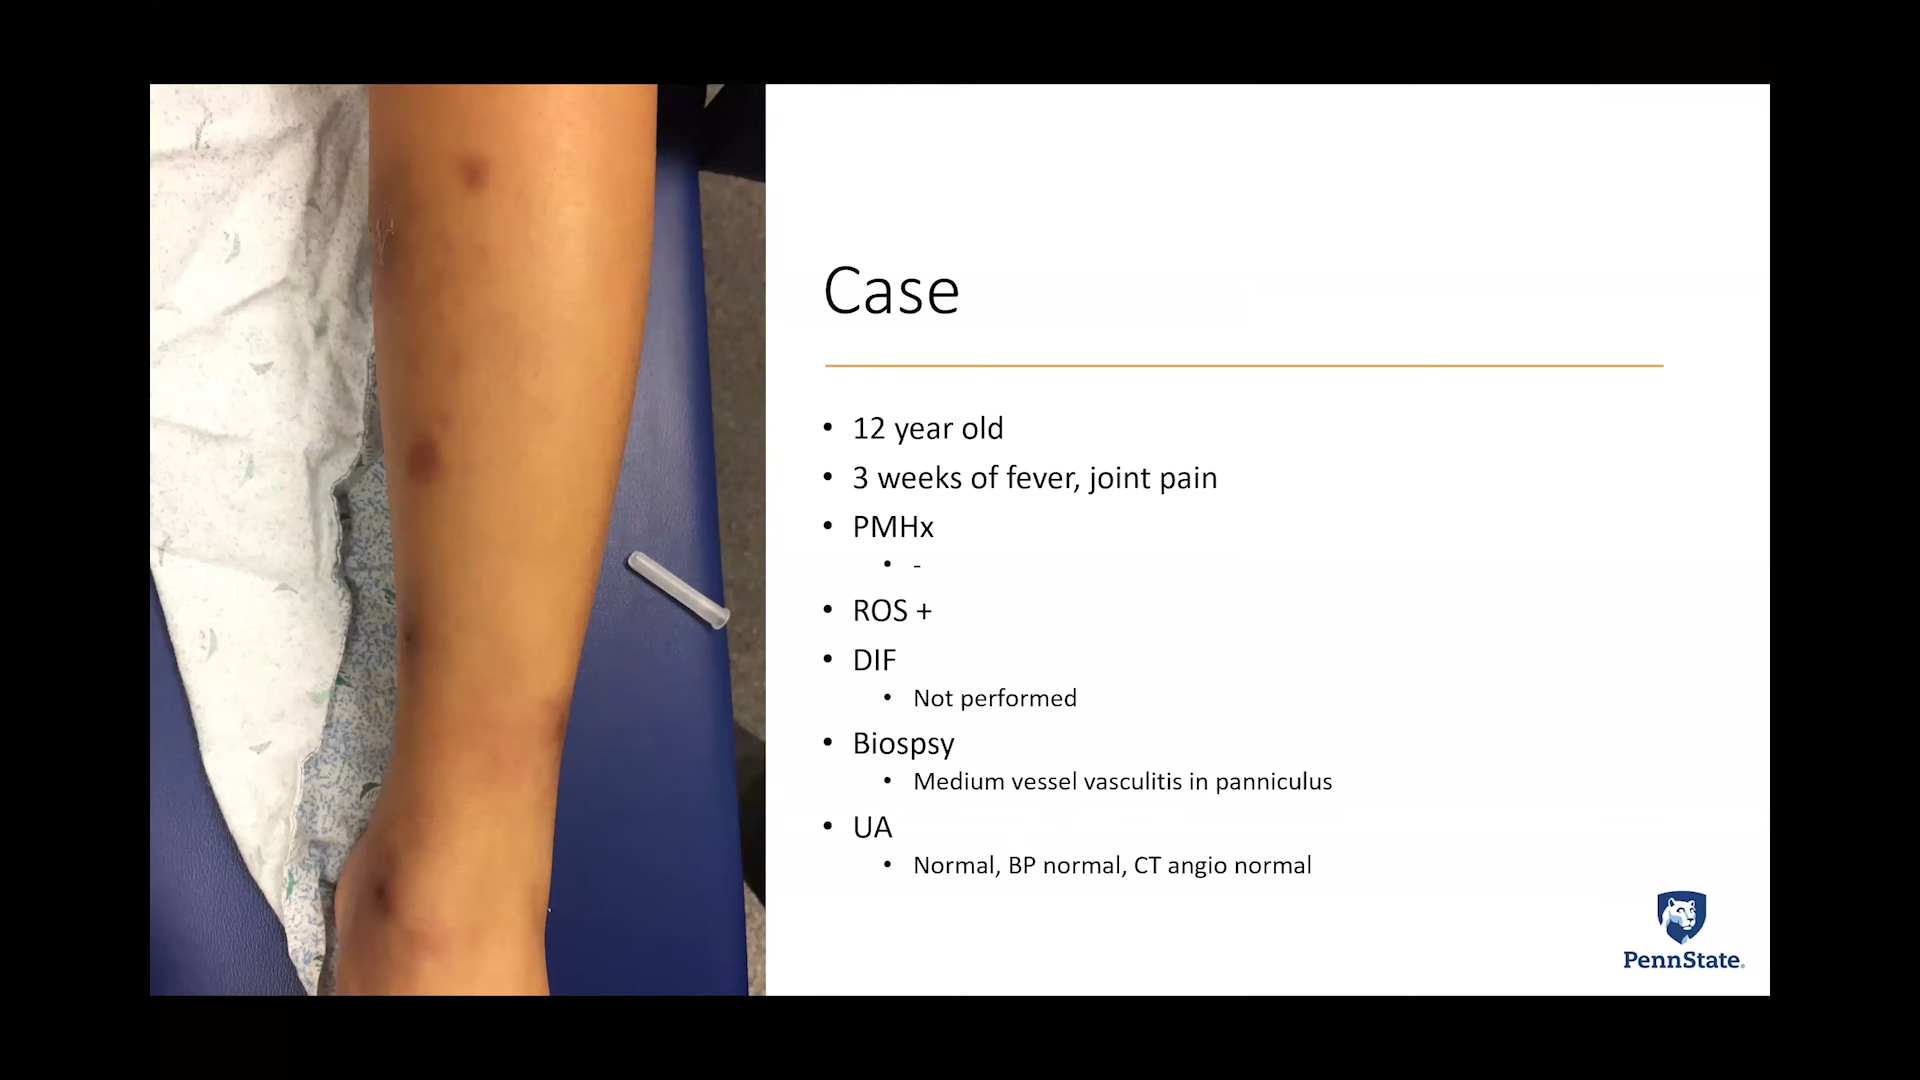 Case
• 12 year old
• 3 weeks of fever, joint pain
• PMHx
• -
• ROS +
• DIF
• Not performed
• Biospsy
• Medium vessel vasculitis in panniculus
• UA
• Normal, BP normal, CT angio normal
PennState